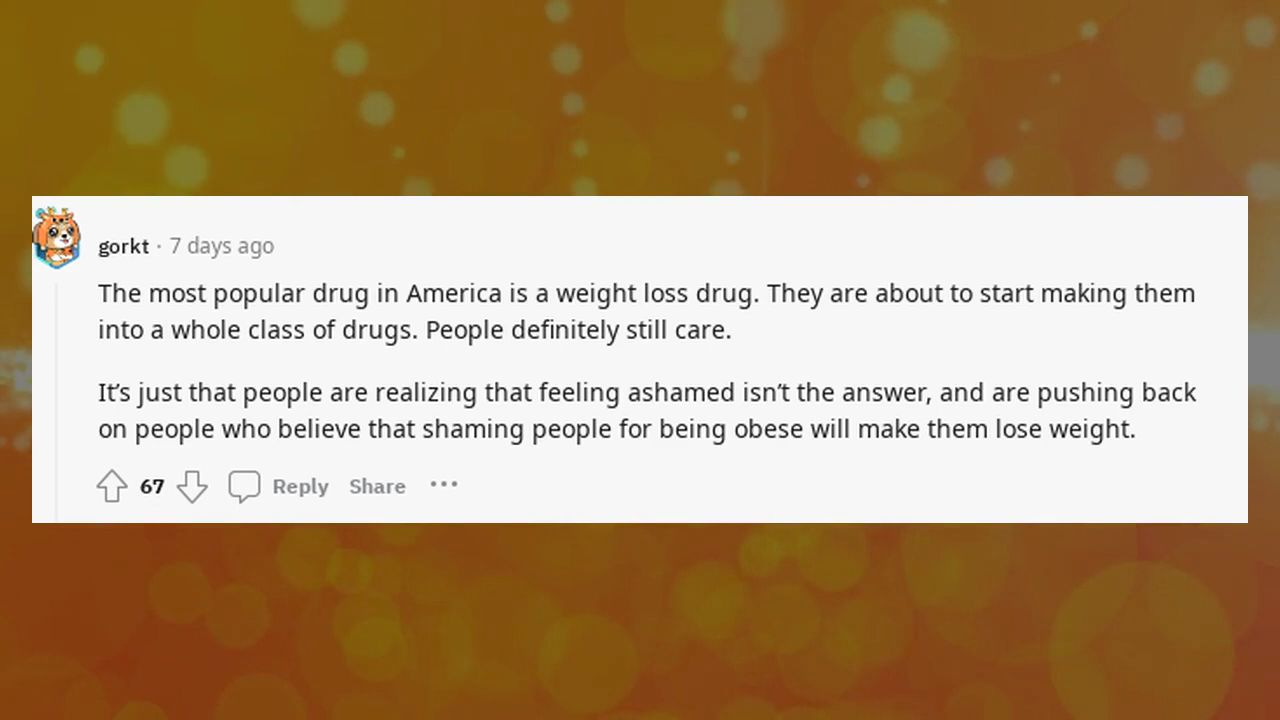 gorkt · 7 days ago
The most popular drug in America is a weight loss drug. They are about to start making them
into a whole class of drugs. People definitely still care.
It’s just that people are realizing that feeling ashamed isn’t the answer, and are pushing back
on people who believe that shaming people for being obese will make them lose weight.
67 Reply Share ···